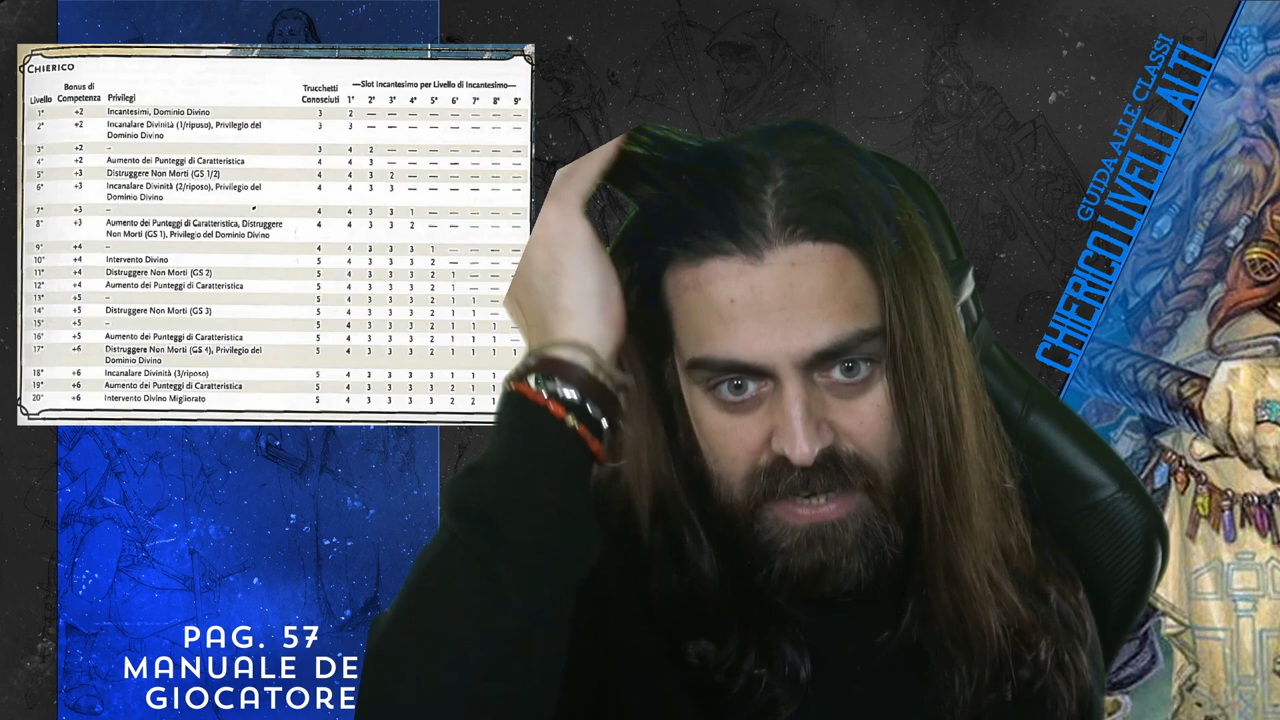 CHIERICO
Bonus di
Trucchetti
—Slot Incantesimo per Livello di Incantesimo—
Livello Competenza Privilegi Conosciuti 1° 2° 3° 4° 5° 6° 7° 8° 9°
1° +2 Incantesimi, Dominio Divino 3 2 — — — — — — — —
2° +2 Incanalare Divinità (1/riposo), Privilegio del 3 3 — — — — — — — —
Dominio Divino
3° +2 – 3 4 2 — — — — — — —
4° +2 Aumento dei Punteggi di Caratteristica 4 4 3 — — — — — — —
5° +3 Distruggere Non Morti (GS 1/2) 4 4 3 2 — — — — — —
6° +3 Incanalare Divinità (2/riposo), Privilegio del 4 4 3 3 — — — — — —
Dominio Divino
7° +3 – 4 4 3 3 1 — — — — —
8° +3 Aumento dei Punteggi di Caratteristica, Distruggere 4 4 3 3 2 — — — — —
Non Morti (GS 1), Privilegio del Dominio Divino
9° +4 – 4 4 3 3 3 1 — — — —
10° +4 Intervento Divino 5 4 3 3 3 2 — — —
11° +4 Distruggere Non Morti (GS 2) 5 4 3 3 3 2 1 — —
12° +4 Aumento dei Punteggi di Caratteristica 5 4 3 3 3 2 1 — —
13° +5 – 5 4 3 3 3 2 1 1 —
14° +5 Distruggere Non Morti (GS 3) 5 4 3 3 3 2 1 1 —
15° +5 – 5 4 3 3 3 2 1 1 1 —
16° +5 Aumento dei Punteggi di Caratteristica 5 4 3 3 3 2 1 1 1 —
17° +6 Distruggere Non Morti (GS 4), Privilegio del 5 4 3 3 3 2 1 1 1 1
Dominio Divino
18° +6 Incanalare Divinità (3/riposo) 5 4 3 3 3 3 1 1 1
19° +6 Aumento dei Punteggi di Caratteristica 5 4 3 3 3 3 2 1 1
20° +6 Intervento Divino Migliorato 5 4 3 3 3 3 2 2 1
GUIDA ALLE CLASSI
CHIERICO LIVELLI ALTI
PAG. 57
MANUALE DE
GIOCATORE